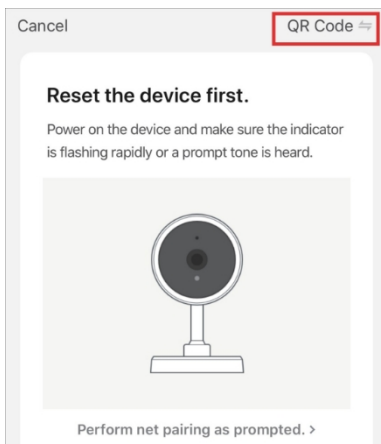 Cancel QR Code
Reset the device first.
Power on the device and make sure the indicator
is flashing rapidly or a prompt tone is heard.
Perform net pairing as prompted. >